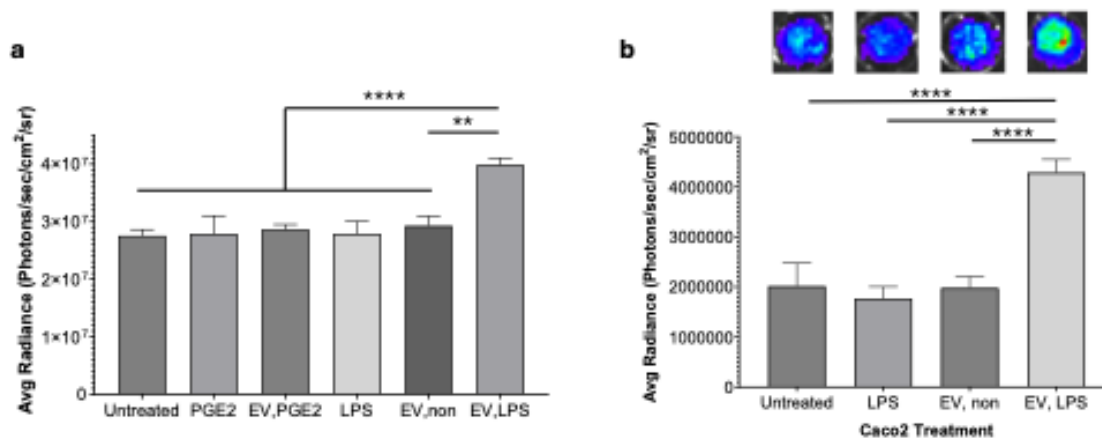 a
Avg Radiance (Photons/sec/cm²/sr)
4×10⁷
3×10⁷
2×10⁷
1×10⁷
0
****
**
Untreated PGE2 EV,PGE2 LPS EV,non EV,LPS
b
Avg Radiance (Photons/sec/cm²/sr)
5000000
4000000
3000000
2000000
1000000
0
****
****
****
Untreated LPS EV, non EV, LPS
Caco2 Treatment